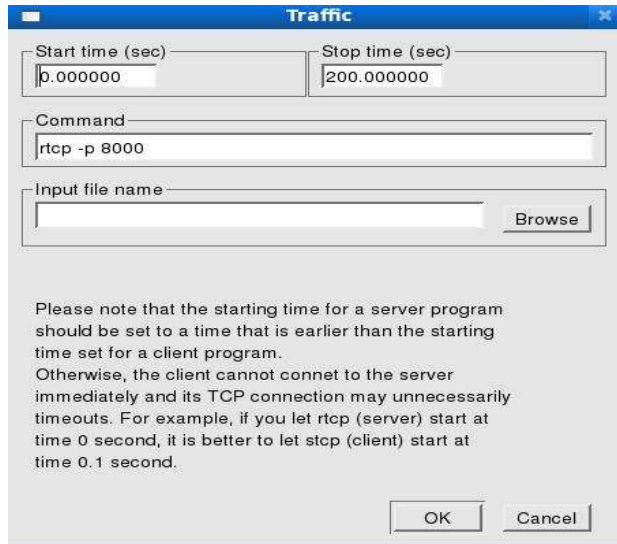 Traffic
Start time (sec)
0.000000
Stop time (sec)
200.000000
Command
rtcp -p 8000
Input file name
Browse
Please note that the starting time for a server program
should be set to a time that is earlier than the starting
time set for a client program.
Otherwise, the client cannot connet to the server
immediately and its TCP connection may unnecessarily
timeouts. For example, if you let rtcp (server) start at
time 0 second, it is better to let stcp (client) start at
time 0.1 second.
OK
Cancel